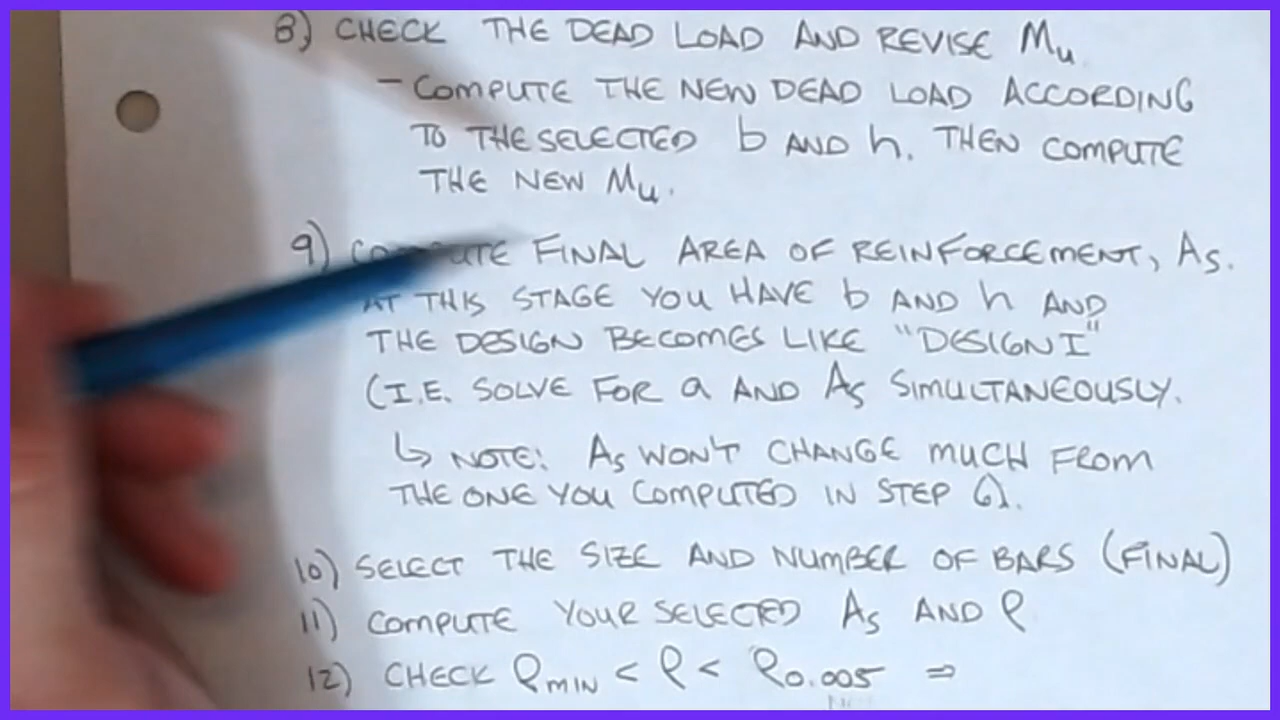 8) CHECK THE DEAD LOAD AND REVISE Mu.
- COMPUTE THE NEW DEAD LOAD ACCORDING
TO THE SELECTED b AND h. THEN COMPUTE
THE NEW Mu.
9) COMPUTE FINAL AREA OF REINFORCEMENT, As.
AT THIS STAGE YOU HAVE b AND h AND
THE DESIGN BECOMES LIKE "DESIGN I"
(I.E. SOLVE FOR a AND As SIMULTANEOUSLY.
↳ NOTE: As WON'T CHANGE MUCH FROM
THE ONE YOU COMPUTED IN STEP 6).
10) SELECT THE SIZE AND NUMBER OF BARS (FINAL)
11) COMPUTE YOUR SELECTED As AND ρ
12) CHECK ρMIN < ρ < ρ0.005 ⇒